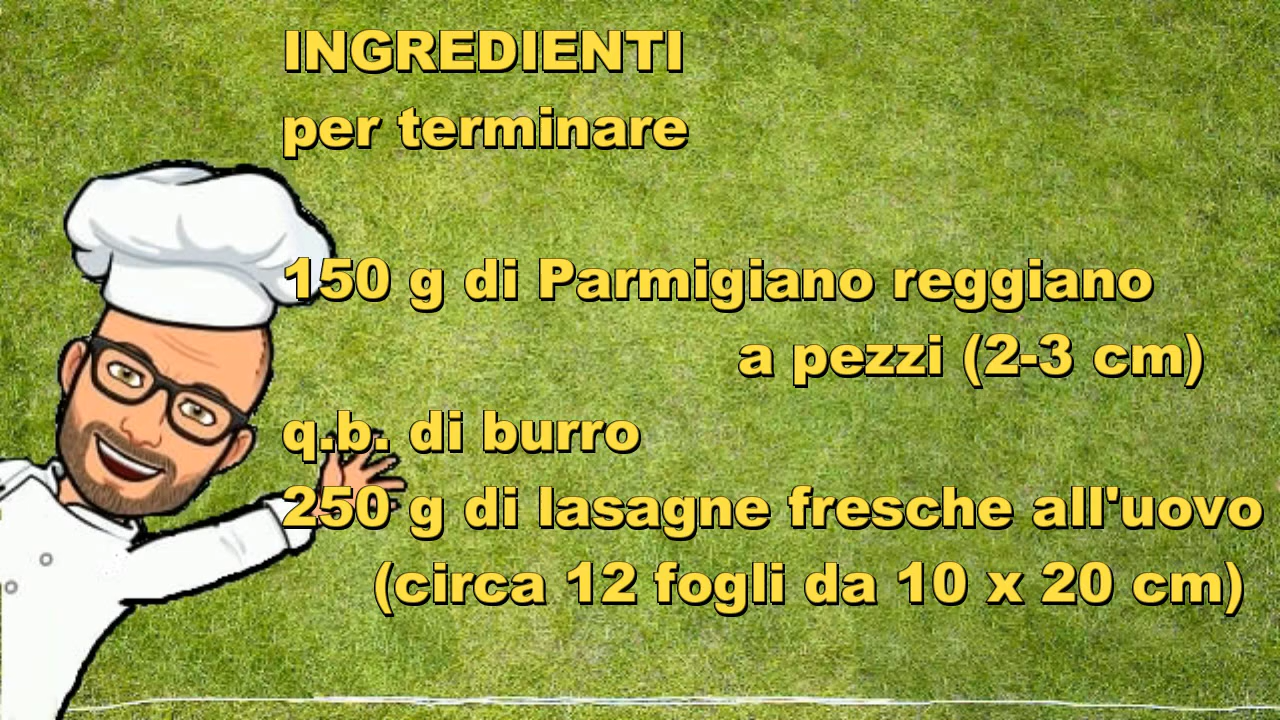 INGREDIENTI
per terminare
150 g di Parmigiano reggiano
a pezzi (2-3 cm)
q.b. di burro
250 g di lasagne fresche all'uovo
(circa 12 fogli da 10 x 20 cm)